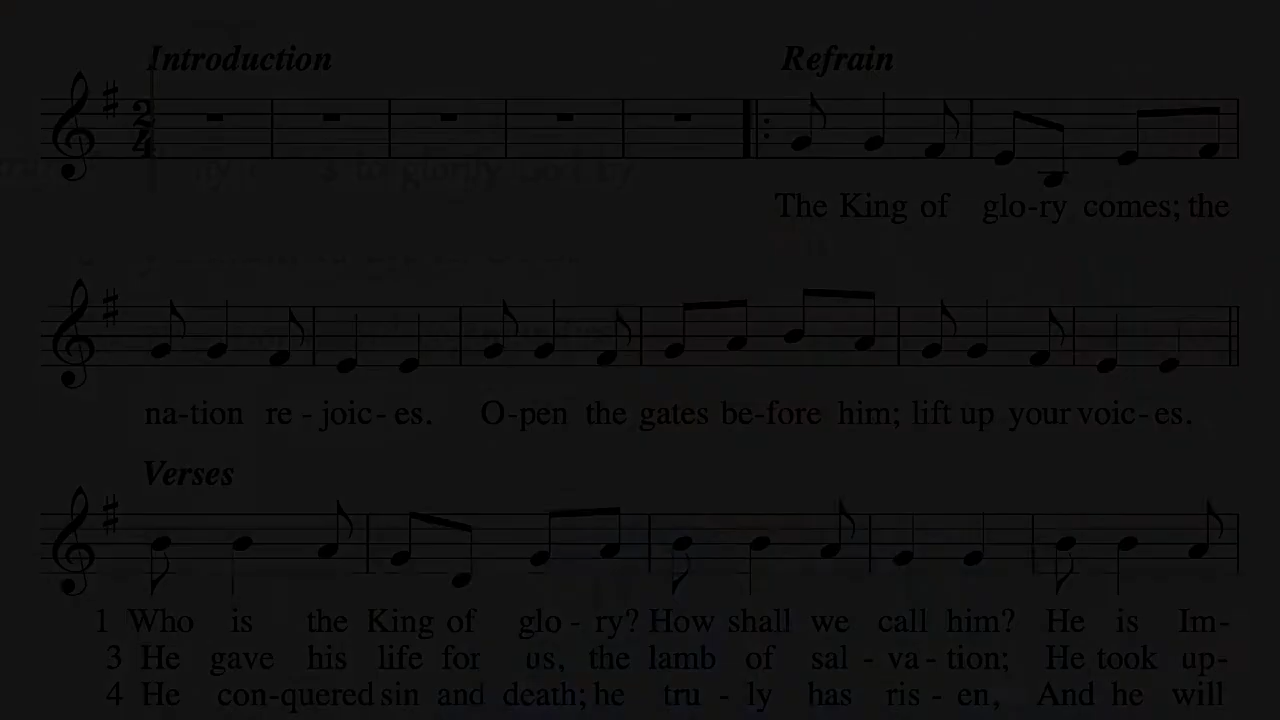 Introduction Refrain
The King of glo-ry comes; the
na-tion re - joic - es. O-pen the gates be-fore him; lift up your voic - es.
Verses
1 Who is the King of glo - ry? How shall we call him? He is Im-
3 He gave his life for us, the lamb of sal - va - tion; He took up-
4 He con-quered sin and death; he tru - ly has ris - en, And he will